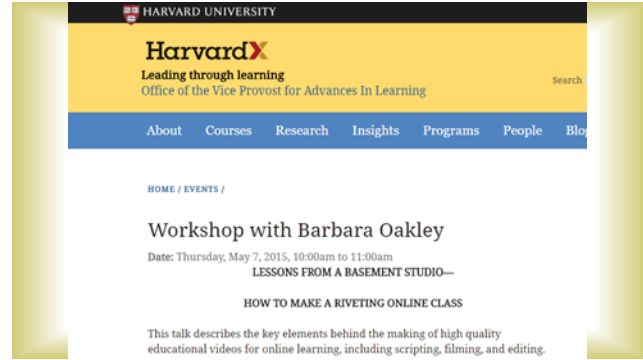 HARVARD UNIVERSITY
HarvardX
Leading through learning
Office of the Vice Provost for Advances In Learning
Search
About Courses Research Insights Programs People Blog
HOME / EVENTS /
Workshop with Barbara Oakley
Date: Thursday, May 7, 2015, 10:00am to 11:00am
LESSONS FROM A BASEMENT STUDIO—
HOW TO MAKE A RIVETING ONLINE CLASS
This talk describes the key elements behind the making of high quality
educational videos for online learning, including scripting, filming, and editing.